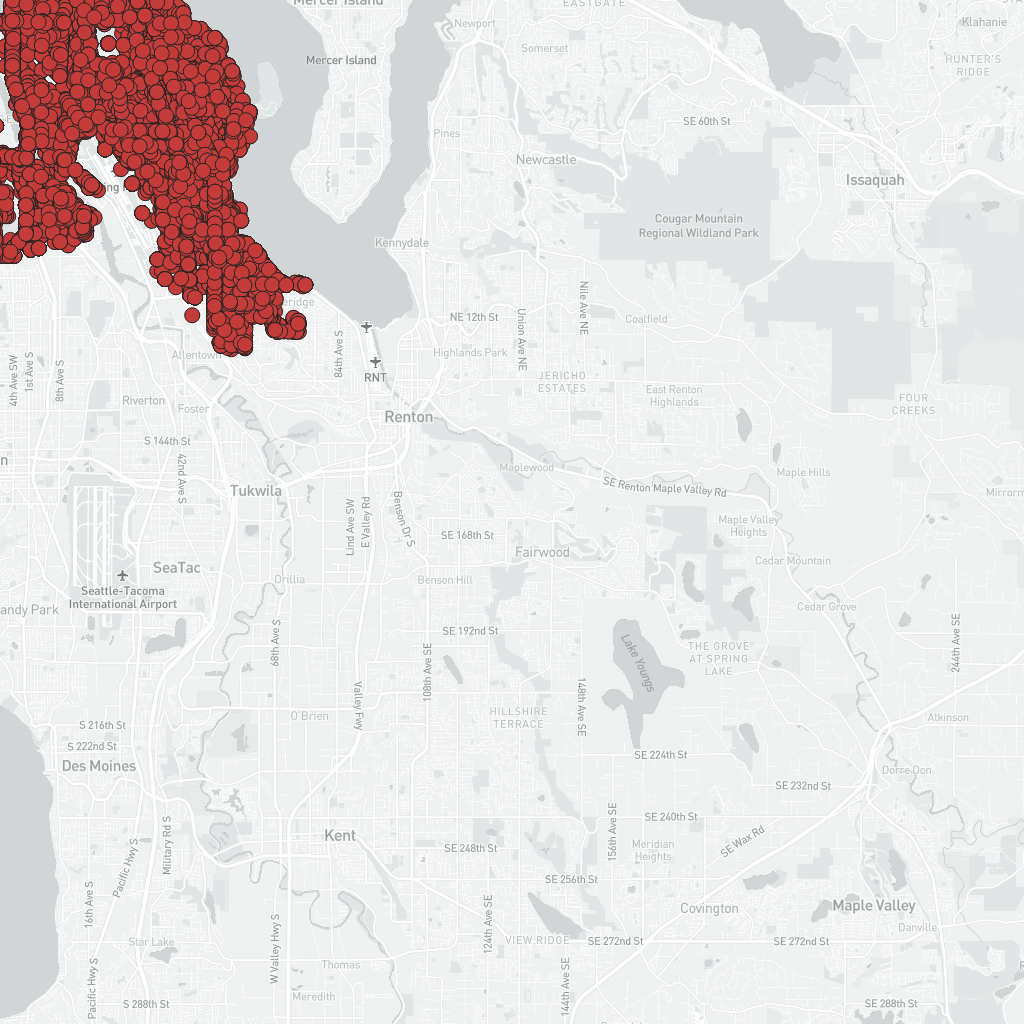 Mercer Island
EASTGATE
Newport
Klahanie
Somerset
Mercer Island
HUNTER'S
RIDGE
SE 60th St
Pines
Newcastle
Issaquah
Cougar Mountain
Regional Wildland Park
Kennydale
Nile Ave NE
NE 12th St
Union Ave NE
Coalfield
84th Ave S
Allentown
Highlands Park
4th Ave SW
1st Ave S
8th Ave S
RNT
JERICHO
ESTATES
East Renton
Highlands
FOUR
CREEKS
Riverton
Foster
Renton
S 144th St
42nd Ave S
Maplewood
Maple Hills
SE Renton Maple Valley Rd
Tukwila
Mirrorm
Lind Ave SW
E Valley Rd
Benson Dr S
SE 168th St
Maple Valley
Heights
Fairwood
Cedar Mountain
SeaTac
Orillia
Benson Hill
Seattle-Tacoma
International Airport
andy Park
Cedar Grove
68th Ave S
SE 192nd St
108th Ave SE
Lake Youngs
THE GROVE
AT SPRING
LAKE
244th Ave SE
Valley Fwy
148th Ave SE
O'Brien
HILLSHIRE
TERRACE
Atkinson
S 216th St
S 222nd St
SE 224th St
Des Moines
Dorre Don
SE 232nd St
Military Rd S
Pacific Hwy S
Kent
156th Ave SE
SE 240th St
SE Wax Rd
SE 248th St
Meridian
Heights
SE 256th St
16th Ave S
W Valley Hwy S
124th Ave SE
Covington
Maple Valley
Danville
Star Lake
VIEW RIDGE
SE 272nd St
SE 272nd St
Thomas
Pacific Hwy S
144th Ave SE
Meredith
S 288th St
SE 288th St